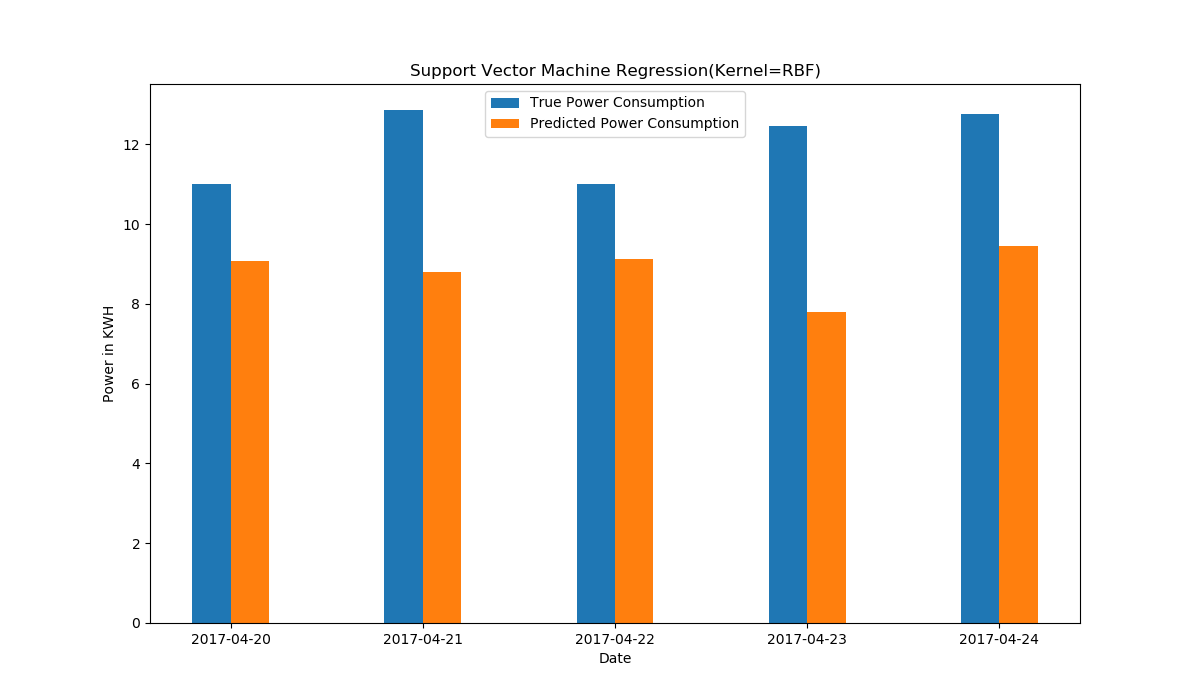 Support Vector Machine Regression(Kernel=RBF)
True Power Consumption
Predicted Power Consumption
12
10
8
6
4
2
0
Power in KWH
2017-04-20 2017-04-21 2017-04-22 2017-04-23 2017-04-24
Date